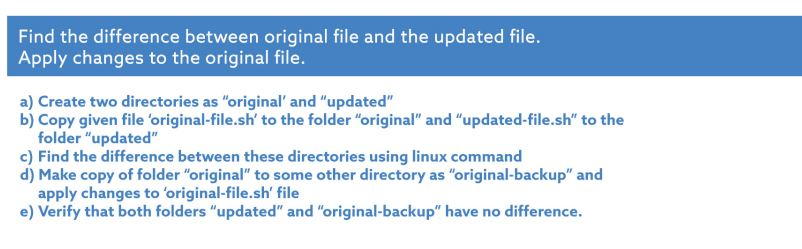 Find the difference between original file and the updated file.
Apply changes to the original file.
a) Create two directories as “original’ and “updated”
b) Copy given file ‘original-file.sh’ to the folder “original” and “updated-file.sh” to the
folder “updated”
c) Find the difference between these directories using linux command
d) Make copy of folder “original” to some other directory as “original-backup” and
apply changes to ‘original-file.sh’ file
e) Verify that both folders “updated” and “original-backup” have no difference.